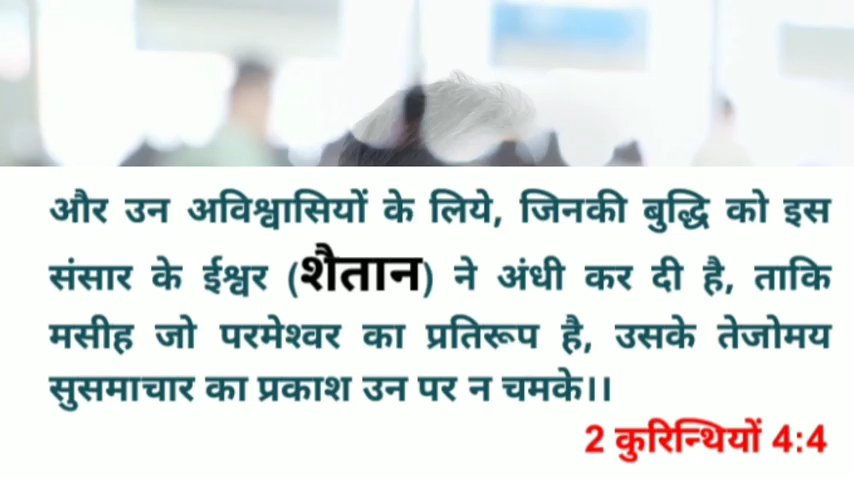 और उन अविश्वासियों के लिये, जिनकी बुद्धि को इस
संसार के ईश्वर (शैतान) ने अंधी कर दी है, ताकि
मसीह जो परमेश्वर का प्रतिरूप है, उसके तेजोमय
सुसमाचार का प्रकाश उन पर न चमके।।
2 कुरिन्थियों 4:4